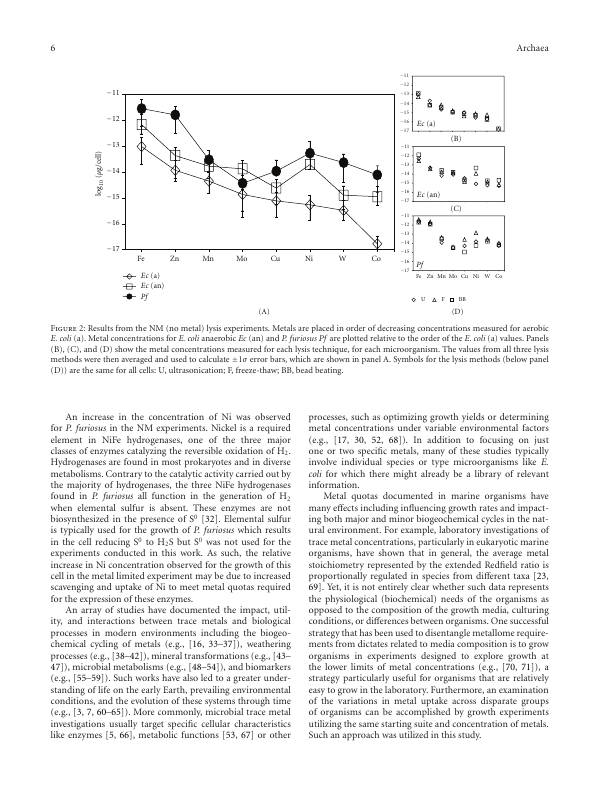 6
Archaea
−11
−12
−13
−14
−15
−16
−17
log10 (μg/cell)
Fe Zn Mn Mo Cu Ni W Co
Ec (a)
Ec (an)
Pf
(A)
−11
−12
−13
−14
−15
−16
−17
Ec (a)
(B)
−11
−12
−13
−14
−15
−16
−17
Ec (an)
(C)
−11
−12
−13
−14
−15
−16
−17
Pf
Fe Zn Mn Mo Cu Ni W Co
U F BB
(D)
Figure 2: Results from the NM (no metal) lysis experiments. Metals are placed in order of decreasing concentrations measured for aerobic
E. coli (a). Metal concentrations for E. coli anaerobic Ec (an) and P. furiosus Pf are plotted relative to the order of the E. coli (a) values. Panels
(B), (C), and (D) show the metal concentrations measured for each lysis technique, for each microorganism. The values from all three lysis
methods were then averaged and used to calculate ±1σ error bars, which are shown in panel A. Symbols for the lysis methods (below panel
(D)) are the same for all cells: U, ultrasonication; F, freeze-thaw; BB, bead beating.
An increase in the concentration of Ni was observed
for P. furiosus in the NM experiments. Nickel is a required
element in NiFe hydrogenases, one of the three major
classes of enzymes catalyzing the reversible oxidation of H2.
Hydrogenases are found in most prokaryotes and in diverse
metabolisms. Contrary to the catalytic activity carried out by
the majority of hydrogenases, the three NiFe hydrogenases
found in P. furiosus all function in the generation of H2
when elemental sulfur is absent. These enzymes are not
biosynthesized in the presence of S0 [32]. Elemental sulfur
is typically used for the growth of P. furiosus which results
in the cell reducing S0 to H2S but S0 was not used for the
experiments conducted in this work. As such, the relative
increase in Ni concentration observed for the growth of this
cell in the metal limited experiment may be due to increased
scavenging and uptake of Ni to meet metal quotas required
for the expression of these enzymes.
An array of studies have documented the impact, util-
ity, and interactions between trace metals and biological
processes in modern environments including the biogeo-
chemical cycling of metals (e.g., [16, 33–37]), weathering
processes (e.g., [38–42]), mineral transformations (e.g., [43–
47]), microbial metabolisms (e.g., [48–54]), and biomarkers
(e.g., [55–59]). Such works have also led to a greater under-
standing of life on the early Earth, prevailing environmental
conditions, and the evolution of these systems through time
(e.g., [3, 7, 60–65]). More commonly, microbial trace metal
investigations usually target specific cellular characteristics
like enzymes [5, 66], metabolic functions [53, 67] or other
processes, such as optimizing growth yields or determining
metal concentrations under variable environmental factors
(e.g., [17, 30, 52, 68]). In addition to focusing on just
one or two specific metals, many of these studies typically
involve individual species or type microorganisms like E.
coli for which there might already be a library of relevant
information.
Metal quotas documented in marine organisms have
many effects including influencing growth rates and impact-
ing both major and minor biogeochemical cycles in the nat-
ural environment. For example, laboratory investigations of
trace metal concentrations, particularly in eukaryotic marine
organisms, have shown that in general, the average metal
stoichiometry represented by the extended Redfield ratio is
proportionally regulated in species from different taxa [23,
69]. Yet, it is not entirely clear whether such data represents
the physiological (biochemical) needs of the organisms as
opposed to the composition of the growth media, culturing
conditions, or differences between organisms. One successful
strategy that has been used to disentangle metallome require-
ments from dictates related to media composition is to grow
organisms in experiments designed to explore growth at
the lower limits of metal concentrations (e.g., [70, 71]), a
strategy particularly useful for organisms that are relatively
easy to grow in the laboratory. Furthermore, an examination
of the variations in metal uptake across disparate groups
of organisms can be accomplished by growth experiments
utilizing the same starting suite and concentration of metals.
Such an approach was utilized in this study.